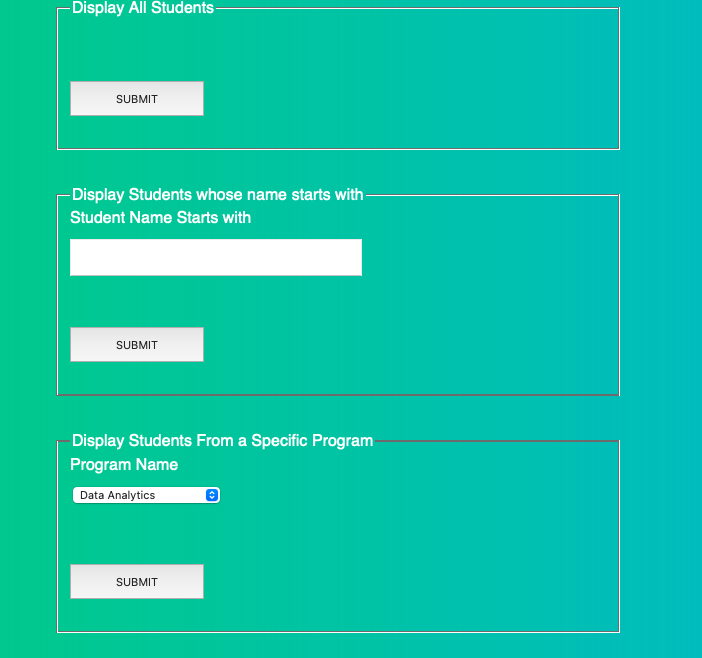 Display All Students
SUBMIT
Display Students whose name starts with
Student Name Starts with
SUBMIT
Display Students From a Specific Program
Program Name
Data Analytics
SUBMIT